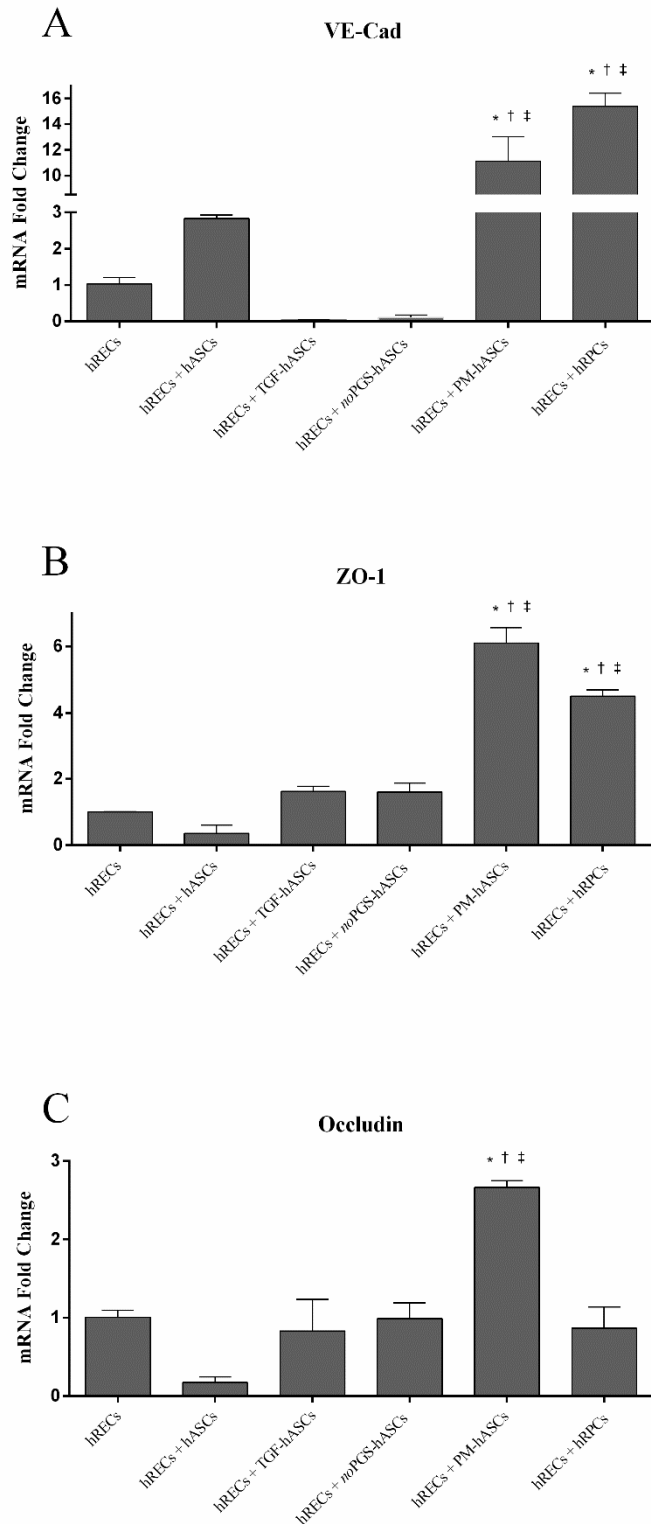 A
VE-Cad
* † ‡
* † ‡
mRNA Fold Change
16
14
12
10
3
2
1
0
hRECs
hRECs + hASCs
hRECs + TGF-hASCs
hRECs + noPGS-hASCs
hRECs + PM-hASCs
hRECs + hRPCs
B
ZO-1
* † ‡
* † ‡
mRNA Fold Change
6
4
2
0
hRECs
hRECs + hASCs
hRECs + TGF-hASCs
hRECs + noPGS-hASCs
hRECs + PM-hASCs
hRECs + hRPCs
C
Occludin
* † ‡
mRNA Fold Change
3
2
1
0
hRECs
hRECs + hASCs
hRECs + TGF-hASCs
hRECs + noPGS-hASCs
hRECs + PM-hASCs
hRECs + hRPCs